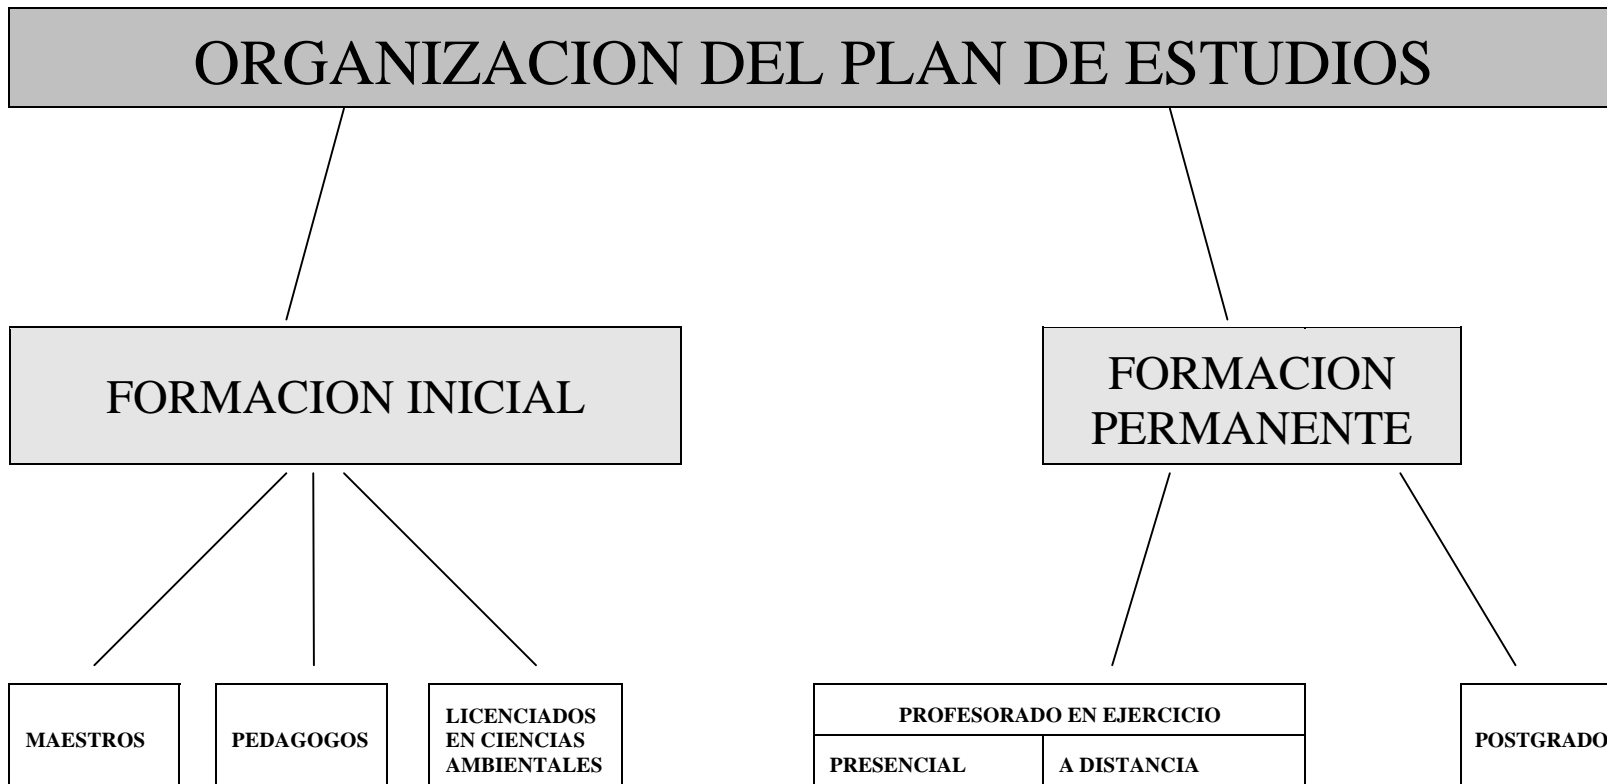 ORGANIZACION DEL PLAN DE ESTUDIOS
FORMACION INICIAL
FORMACION
PERMANENTE
MAESTROS
PEDAGOGOS
LICENCIADOS
EN CIENCIAS
AMBIENTALES
PROFESORADO EN EJERCICIO
PRESENCIAL
A DISTANCIA
POSTGRADO